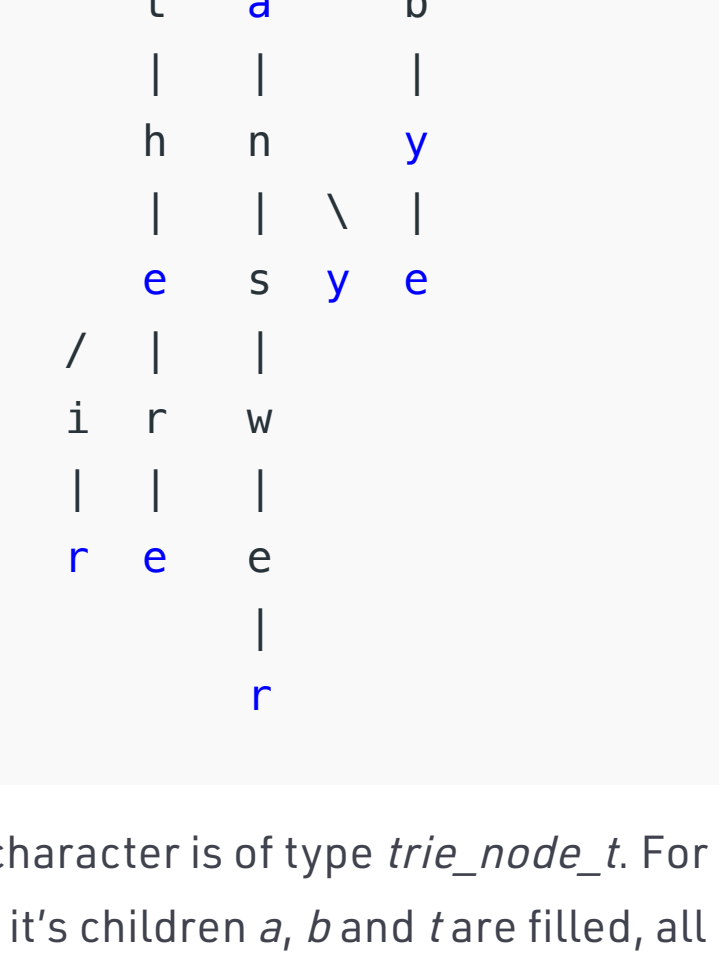 t a b
| | |
h n y
| | \ |
e s y e
/ | |
i r w
| | |
r e e
|
r
character is of type trie_node_t. For
it's children a, b and t are filled, all